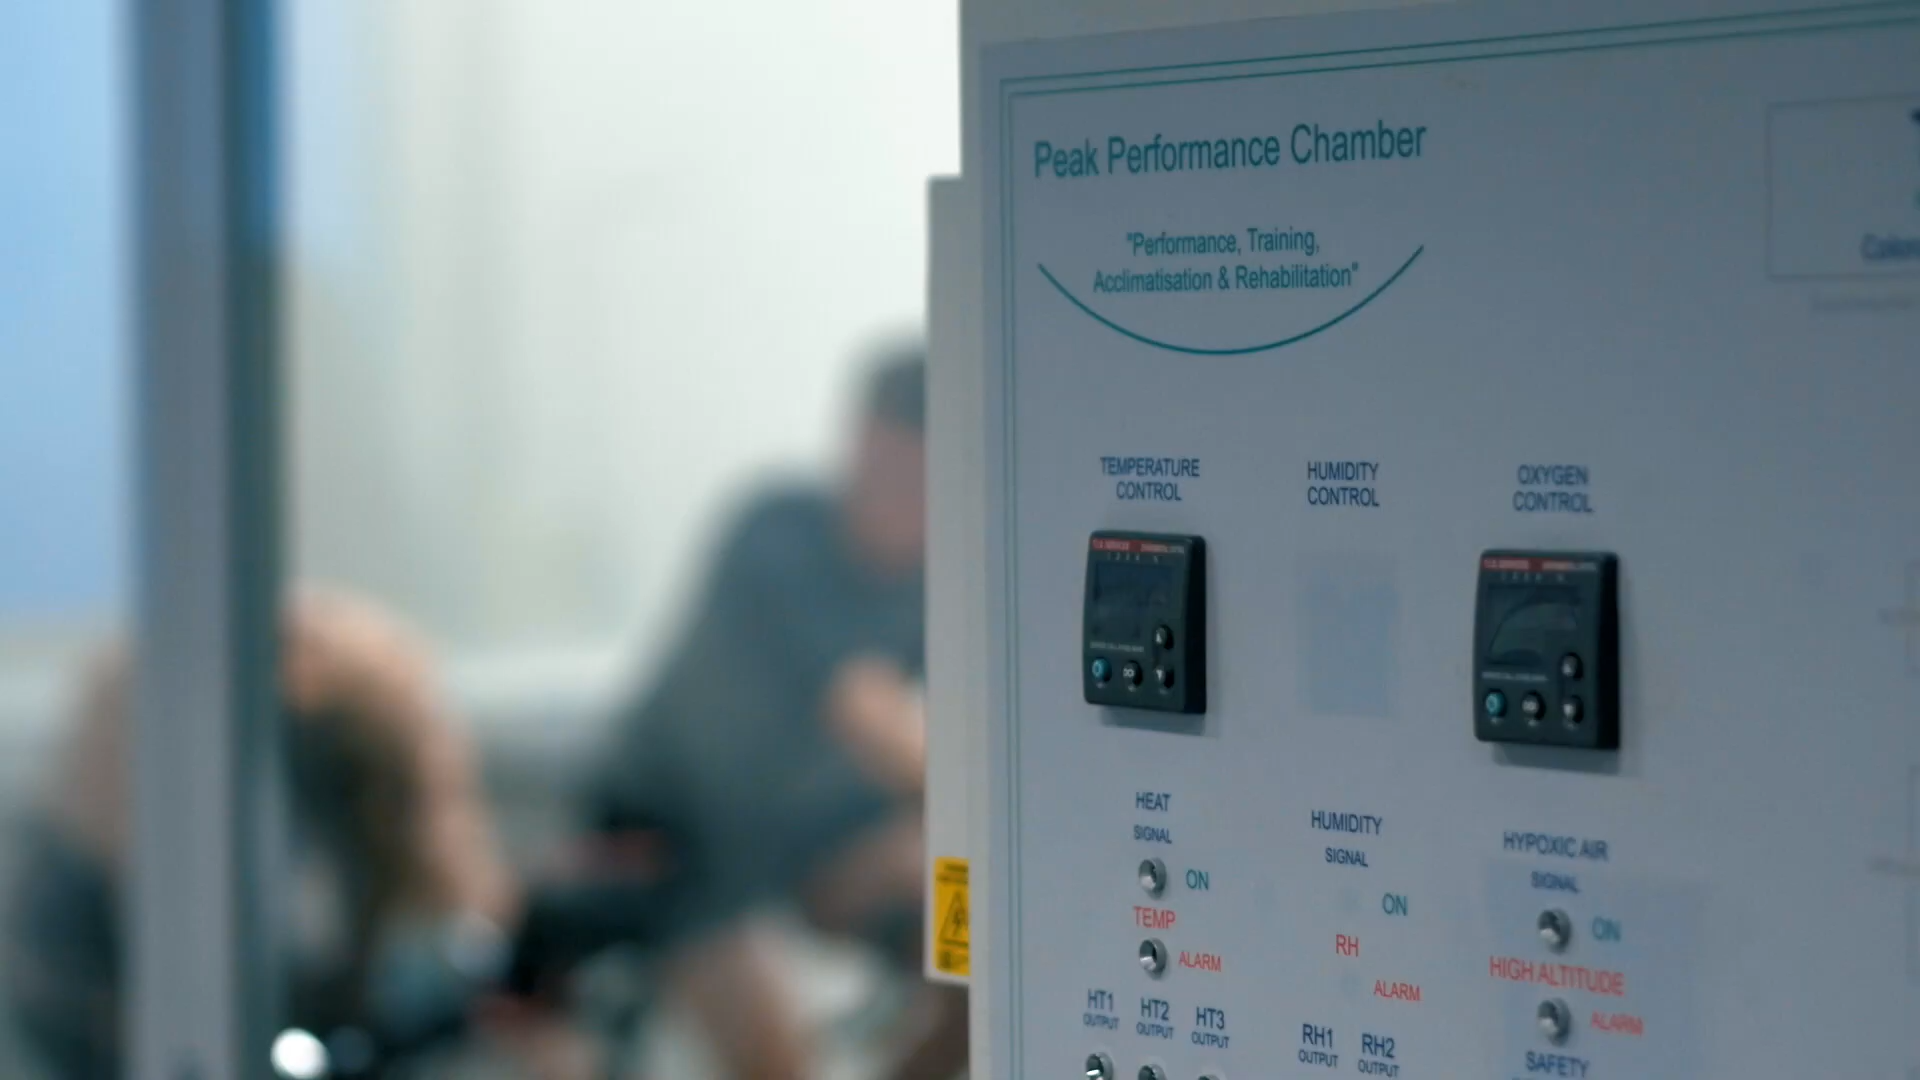 Peak Performance Chamber
"Performance, Training,
Acclimatisation & Rehabilitation"
TEMPERATURE
CONTROL
HUMIDITY
CONTROL
OXYGEN
CONTROL
HEAT
SIGNAL
ON
TEMP
ALARM
HT1
OUTPUT
HT2
OUTPUT
HT3
OUTPUT
HUMIDITY
SIGNAL
ON
RH
ALARM
RH1
OUTPUT
RH2
OUTPUT
HYPOXIC AIR
SIGNAL
ON
HIGH ALTITUDE
ALARM
SAFETY